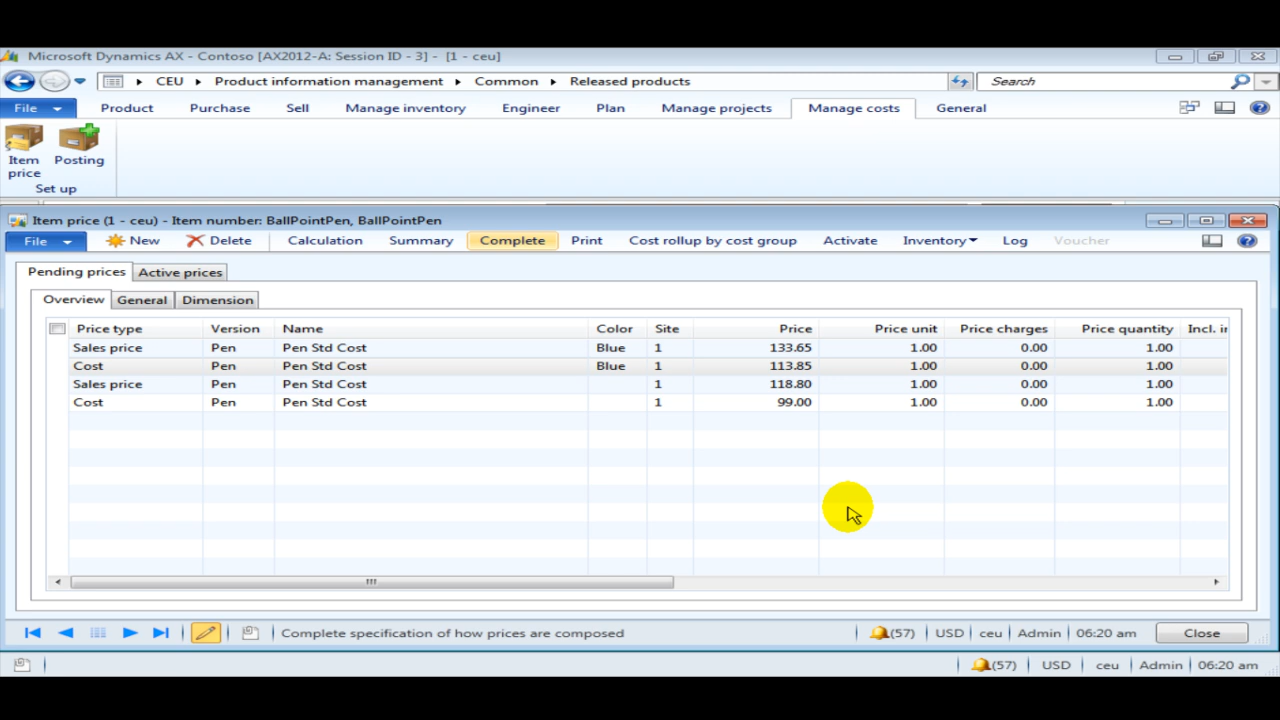 Microsoft Dynamics AX - Contoso [AX2012-A: Session ID - 3] - [1 - ceu]
CEU Product information management Common Released products Search
File Product Purchase Sell Manage inventory Engineer Plan Manage projects Manage costs General
Item price Posting
Set up
Item price (1 - ceu) - Item number: BallPointPen, BallPointPen
File New Delete Calculation Summary Complete Print Cost rollup by cost group Activate Inventory Log Voucher
Pending prices Active prices
Overview General Dimension
Price type Version Name Color Site Price Price unit Price charges Price quantity Incl.
Sales price Pen Pen Std Cost Blue 1 133.65 1.00 0.00 1.00
Cost Pen Pen Std Cost Blue 1 113.85 1.00 0.00 1.00
Sales price Pen Pen Std Cost 1 118.80 1.00 0.00 1.00
Cost Pen Pen Std Cost 1 99.00 1.00 0.00 1.00
Complete specification of how prices are composed (57) USD ceu Admin 06:20 am Close
(57) USD ceu Admin 06:20 am